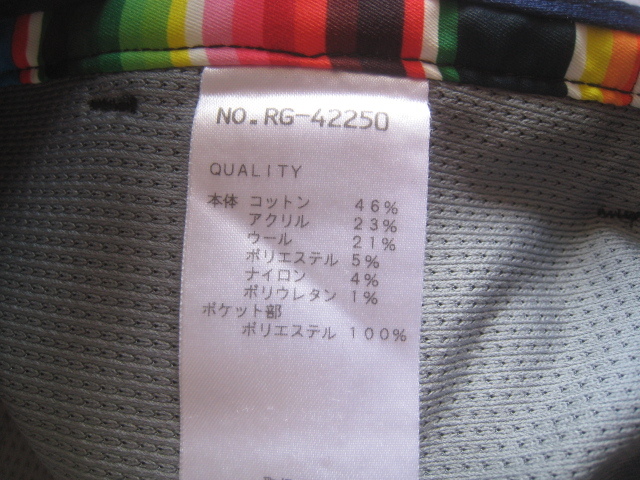 NO.RG-42250
QUALITY
本体 コットン 46%
アクリル 23%
ウール 21%
ポリエステル 5%
ナイロン 4%
ポリウレタン 1%
ポケット部
ポリエステル 100%